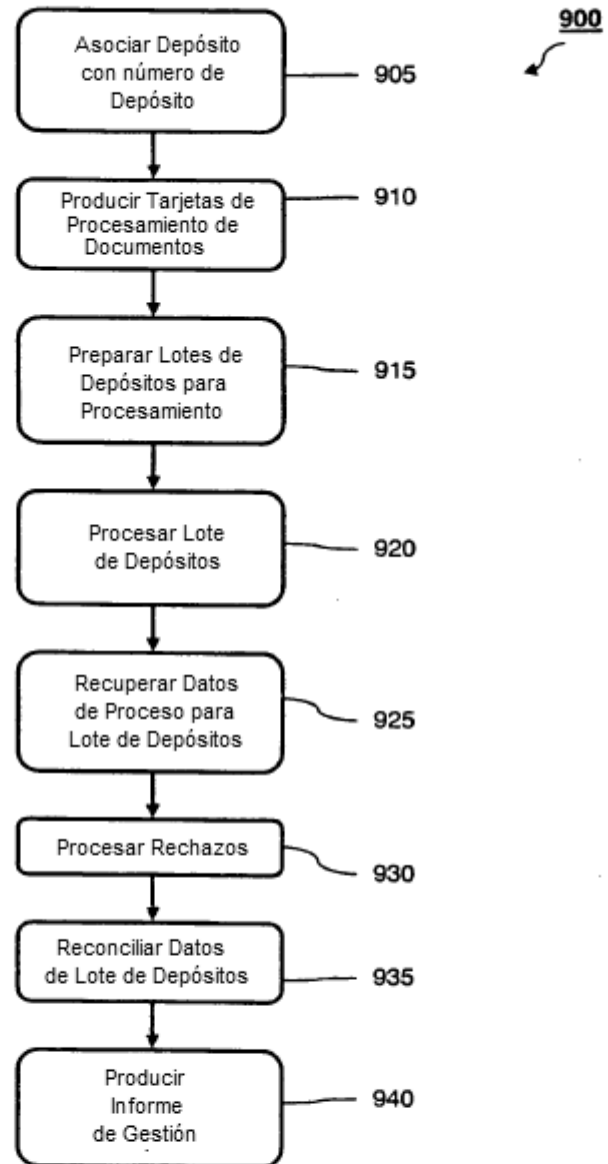 900
Asociar Depósito
con número de
Depósito
905
Producir Tarjetas de
Procesamiento de
Documentos
910
Preparar Lotes de
Depósitos para
Procesamiento
915
Procesar Lote
de Depósitos
920
Recuperar Datos
de Proceso para
Lote de Depósitos
925
Procesar Rechazos
930
Reconciliar Datos
de Lote de Depósitos
935
Producir
Informe
de Gestión
940